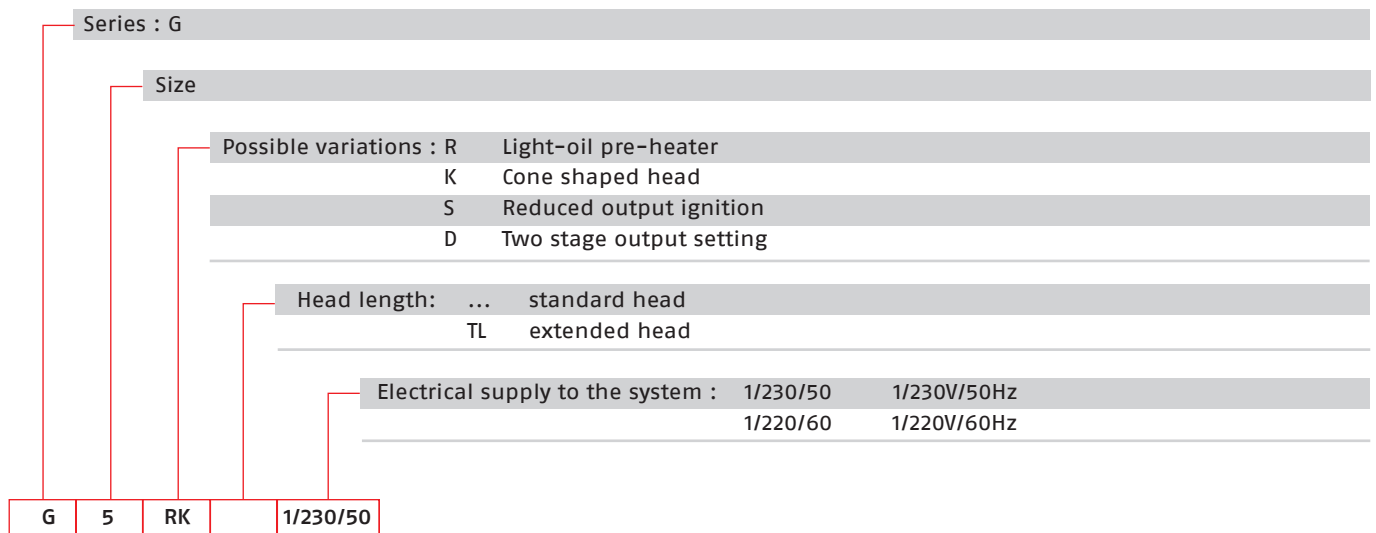 Series : G
Size
Possible variations : R Light-oil pre-heater
K Cone shaped head
S Reduced output ignition
D Two stage output setting
Head length: ... standard head
TL extended head
Electrical supply to the system : 1/230/50 1/230V/50Hz
1/220/60 1/220V/60Hz
G 5 RK 1/230/50